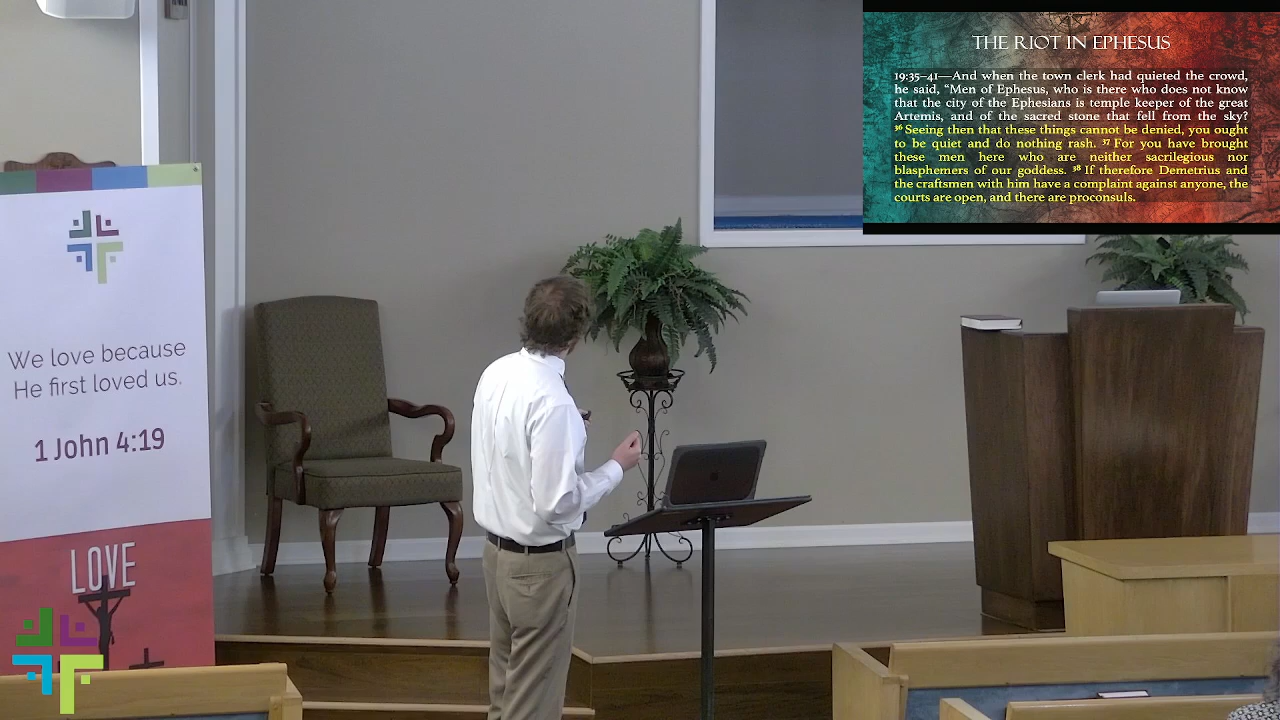 THE RIOT IN EPHESUS
19:35–41—And when the town clerk had quieted the crowd,
he said, “Men of Ephesus, who is there who does not know
that the city of the Ephesians is temple keeper of the great
Artemis, and of the sacred stone that fell from the sky?
36 Seeing then that these things cannot be denied, you ought
to be quiet and do nothing rash. 37 For you have brought
these men here who are neither sacrilegious nor
blasphemers of our goddess. 38 If therefore Demetrius and
the craftsmen with him have a complaint against anyone, the
courts are open, and there are proconsuls.
We love because
He first loved us.
1 John 4:19
LOVE